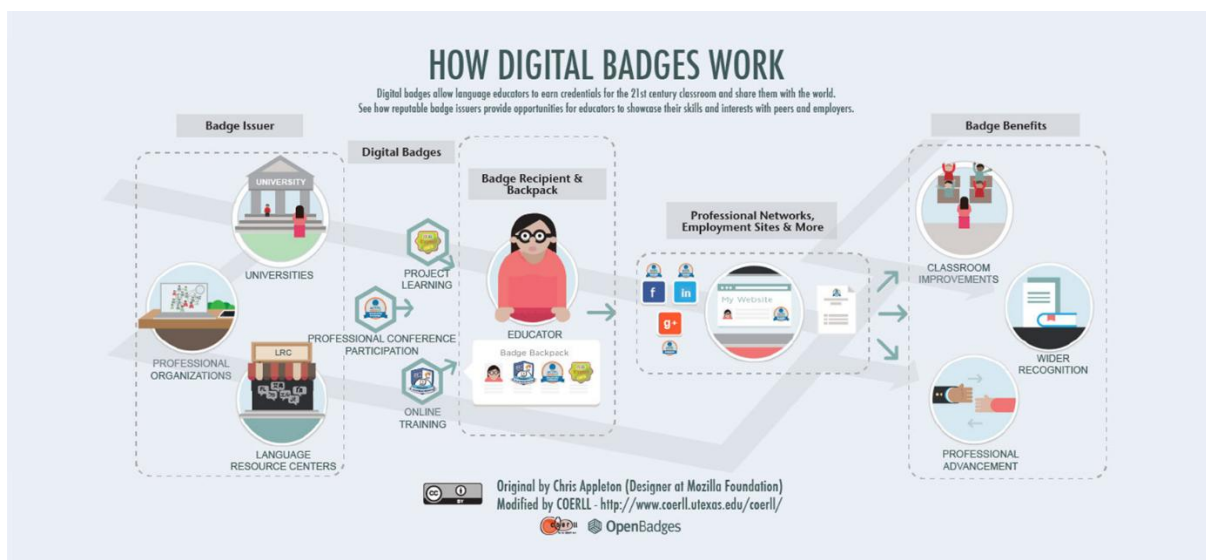 HOW DIGITAL BADGES WORK
Digital badges allow language educators to earn credentials for the 21st century classroom and share them with the world.
See how reputable badge issuers provide opportunities for educators to showcase their skills and interests with peers and employers.
Badge Issuer
UNIVERSITY
UNIVERSITIES
PROFESSIONAL
ORGANIZATIONS
LRC
LANGUAGE
RESOURCE CENTERS
Digital Badges
PROJECT
LEARNING
PROFESSIONAL CONFERENCE
PARTICIPATION
ONLINE
TRAINING
Badge Recipient &
Backpack
EDUCATOR
Badge Backpack
Professional Networks,
Employment Sites & More
f
in
g+
My Website
Badge Benefits
CLASSROOM
IMPROVEMENTS
WIDER
RECOGNITION
PROFESSIONAL
ADVANCEMENT
cc
BY
Original by Chris Appleton (Designer at Mozilla Foundation)
Modified by COERLL - http://www.coerll.utexas.edu/coerll/
OpenBadges